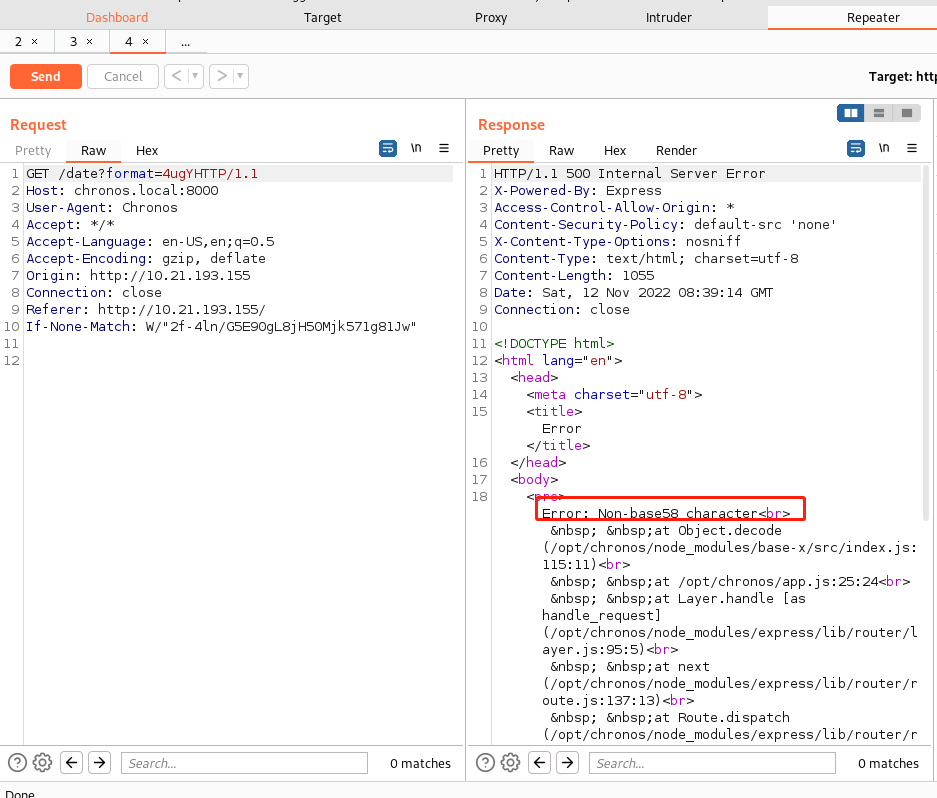 Dashboard Target Proxy Intruder Repeater
2 × 3 × 4 × ...
Send Cancel < ▾ > ▾
Request
Pretty Raw Hex \n ≡
1 GET /date?format=4ugYHTTP/1.1
2 Host: chronos.local:8000
3 User-Agent: Chronos
4 Accept: */*
5 Accept-Language: en-US,en;q=0.5
6 Accept-Encoding: gzip, deflate
7 Origin: http://10.21.193.155
8 Connection: close
9 Referer: http://10.21.193.155/
10 If-None-Match: W/"2f-4ln/G5E90gL8jH50Mjk571g81Jw"
11
12
Search...
0 matches
Target: http
Response
Pretty Raw Hex Render \n ≡
1 HTTP/1.1 500 Internal Server Error
2 X-Powered-By: Express
3 Access-Control-Allow-Origin: *
4 Content-Security-Policy: default-src 'none'
5 X-Content-Type-Options: nosniff
6 Content-Type: text/html; charset=utf-8
7 Content-Length: 1055
8 Date: Sat, 12 Nov 2022 08:39:14 GMT
9 Connection: close
10
11 <!DOCTYPE html>
12 <html lang="en">
13 <head>
14 <meta charset="utf-8">
15 <title>
Error
</title>
16 </head>
17 <body>
18 <pre>
Error: Non-base58 character<br>
&nbsp; &nbsp;at Object.decode
(/opt/chronos/node_modules/base-x/src/index.js:
115:11)<br>
&nbsp; &nbsp;at /opt/chronos/app.js:25:24<br>
&nbsp; &nbsp;at Layer.handle [as
handle_request]
(/opt/chronos/node_modules/express/lib/router/l
ayer.js:95:5)<br>
&nbsp; &nbsp;at next
(/opt/chronos/node_modules/express/lib/router/r
oute.js:137:13)<br>
&nbsp; &nbsp;at Route.dispatch
(/opt/chronos/node_modules/express/lib/router/r
Search...
0 matches
Done